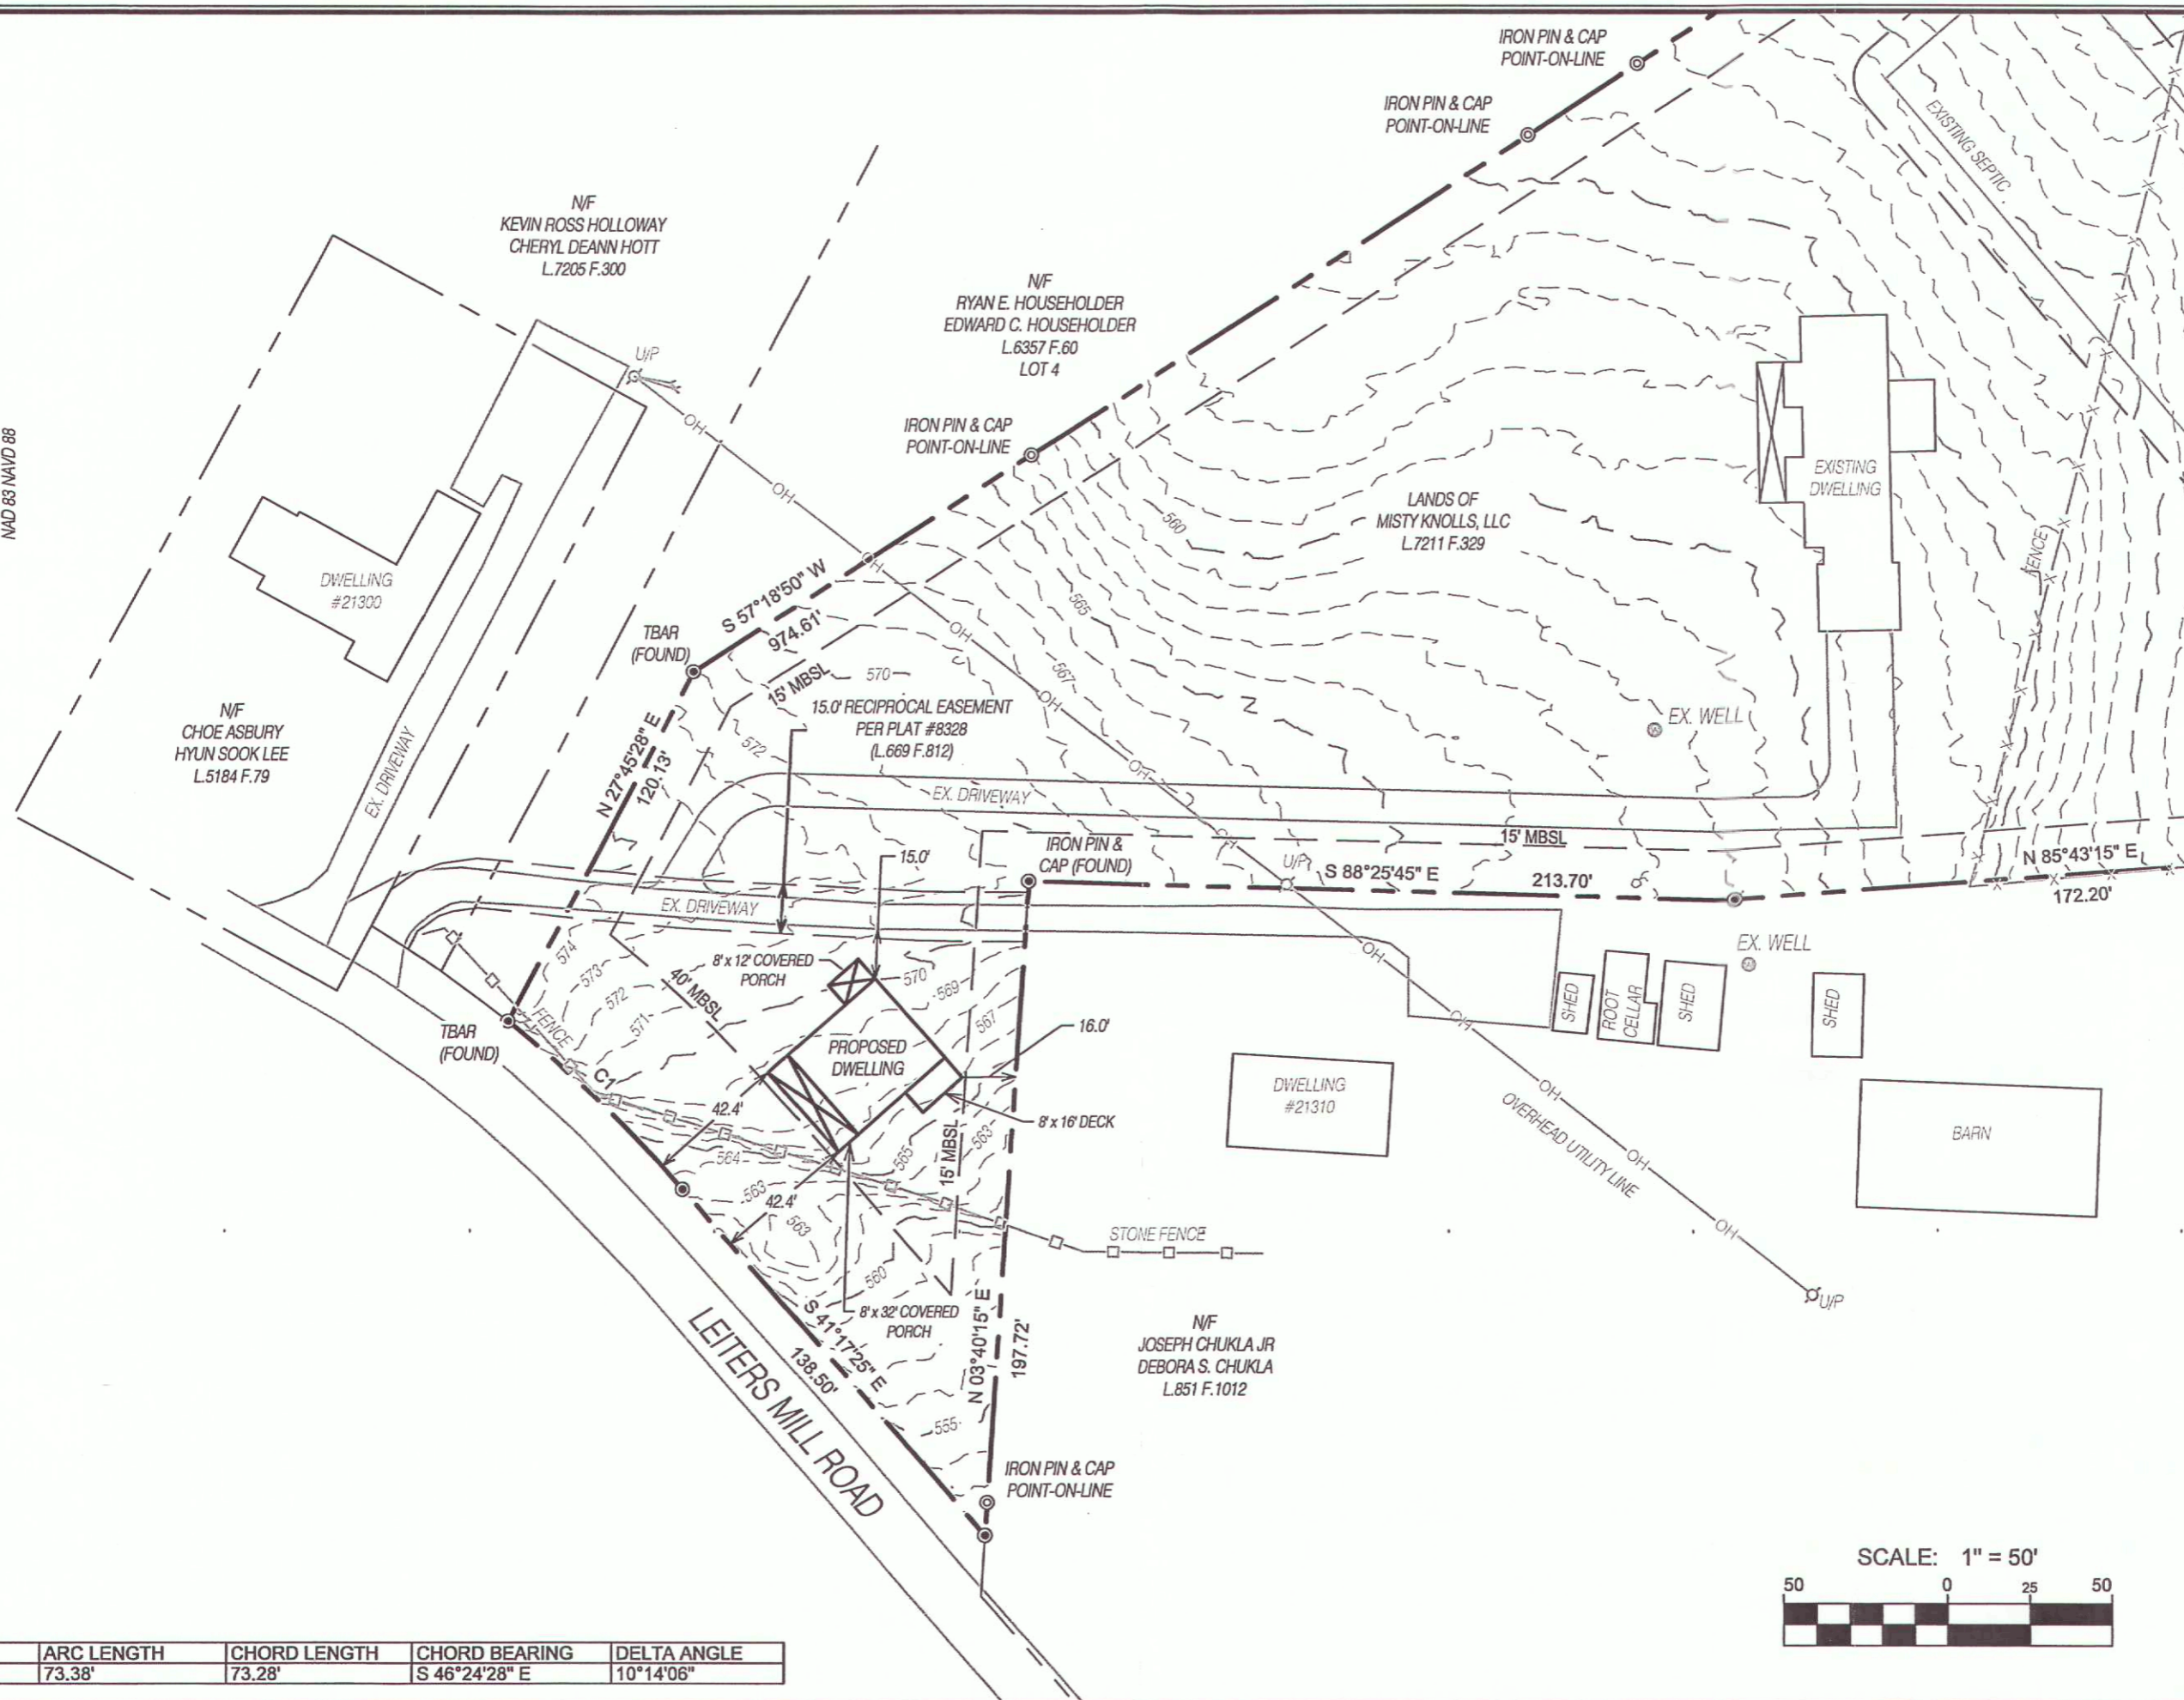 IRON PIN & CAP
POINT-ON-LINE
IRON PIN & CAP
POINT-ON-LINE
EXISTING SEPTIC
N/F
KEVIN ROSS HOLLOWAY
CHERYL DEANN HOTT
L.7205 F.300
N/F
RYAN E. HOUSEHOLDER
EDWARD C. HOUSEHOLDER
L.6357 F.60
LOT 4
U/P
OH
NAD 83 NAVD 88
IRON PIN & CAP
POINT-ON-LINE
OH
EXISTING
DWELLING
LANDS OF
MISTY KNOLLS, LLC
L.7211 F.329
560
FENCE
OH
DWELLING
#21300
S 57°18'50" W
974.61'
565
OH
TBAR
(FOUND)
567
15' MBSL
570
OH
15.0' RECIPROCAL EASEMENT
PER PLAT #8328
(L.669 F.812)
N/F
CHOE ASBURY
HYUN SOOK LEE
L.5184 F.79
EX. DRIVEWAY
N 27°45'28" E
120.13'
572
EX. WELL
W
OH
EX. DRIVEWAY
15' MBSL
IRON PIN &
CAP (FOUND)
15.0'
OH
U/P
S 88°25'45" E
213.70'
N 85°43'15" E
172.20'
EX. DRIVEWAY
EX. WELL
W
OH
574
573
572
571
40' MBSL
8' x 12' COVERED
PORCH
570
569
567
16.0'
SHED
ROOT
CELLAR
SHED
SHED
OH
TBAR
(FOUND)
FENCE
PROPOSED
DWELLING
C1
42.4'
DWELLING
#21310
OH
OVERHEAD UTILITY LINE
8' x 16' DECK
15' MBSL
563
565
564
BARN
OH
563
42.4'
563
STONE FENCE
OH
560
8' x 32' COVERED
PORCH
U/P
S 41°17'25" E
138.50'
N 03°40'15" E
197.72'
N/F
JOSEPH CHUKLA JR
DEBORA S. CHUKLA
L.851 F.1012
LEITERS MILL ROAD
555
IRON PIN & CAP
POINT-ON-LINE
SCALE: 1" = 50'
50 0 25 50
ARC LENGTH CHORD LENGTH CHORD BEARING DELTA ANGLE
73.38' 73.28' S 46°24'28" E 10°14'06"